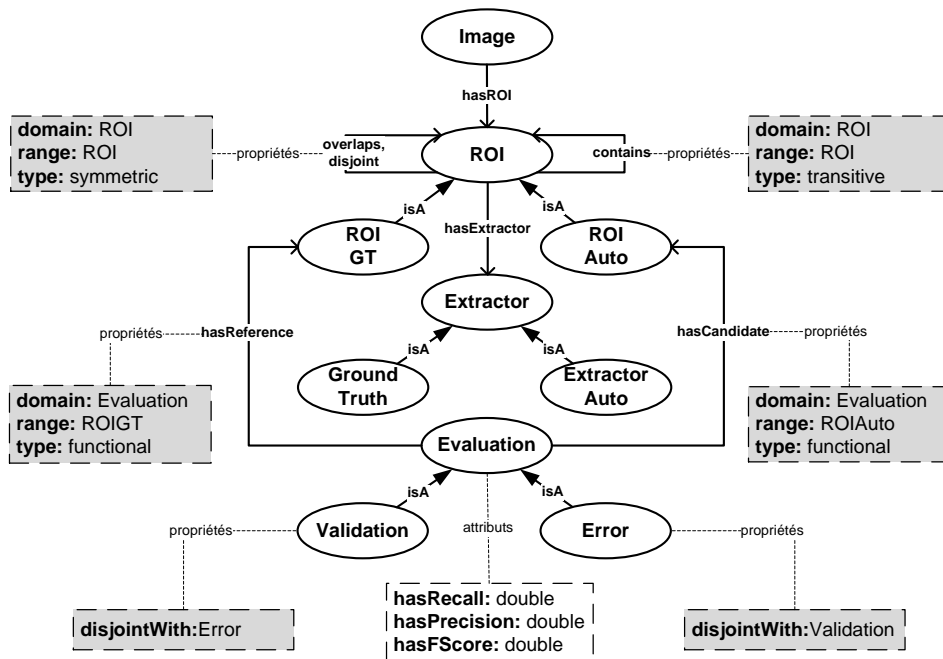 Image
hasROI
domain: ROI
range: ROI
type: symmetric
propriétés
overlaps,
disjoint
ROI
contains
propriétés
domain: ROI
range: ROI
type: transitive
isA
isA
ROI
GT
hasExtractor
ROI
Auto
Extractor
propriétés
hasReference
hasCandidate
propriétés
isA
isA
Ground
Truth
Extractor
Auto
domain: Evaluation
range: ROIGT
type: functional
domain: Evaluation
range: ROIAuto
type: functional
Evaluation
isA
isA
propriétés
Validation
attributs
Error
propriétés
disjointWith:Error
hasRecall: double
hasPrecision: double
hasFScore: double
disjointWith:Validation